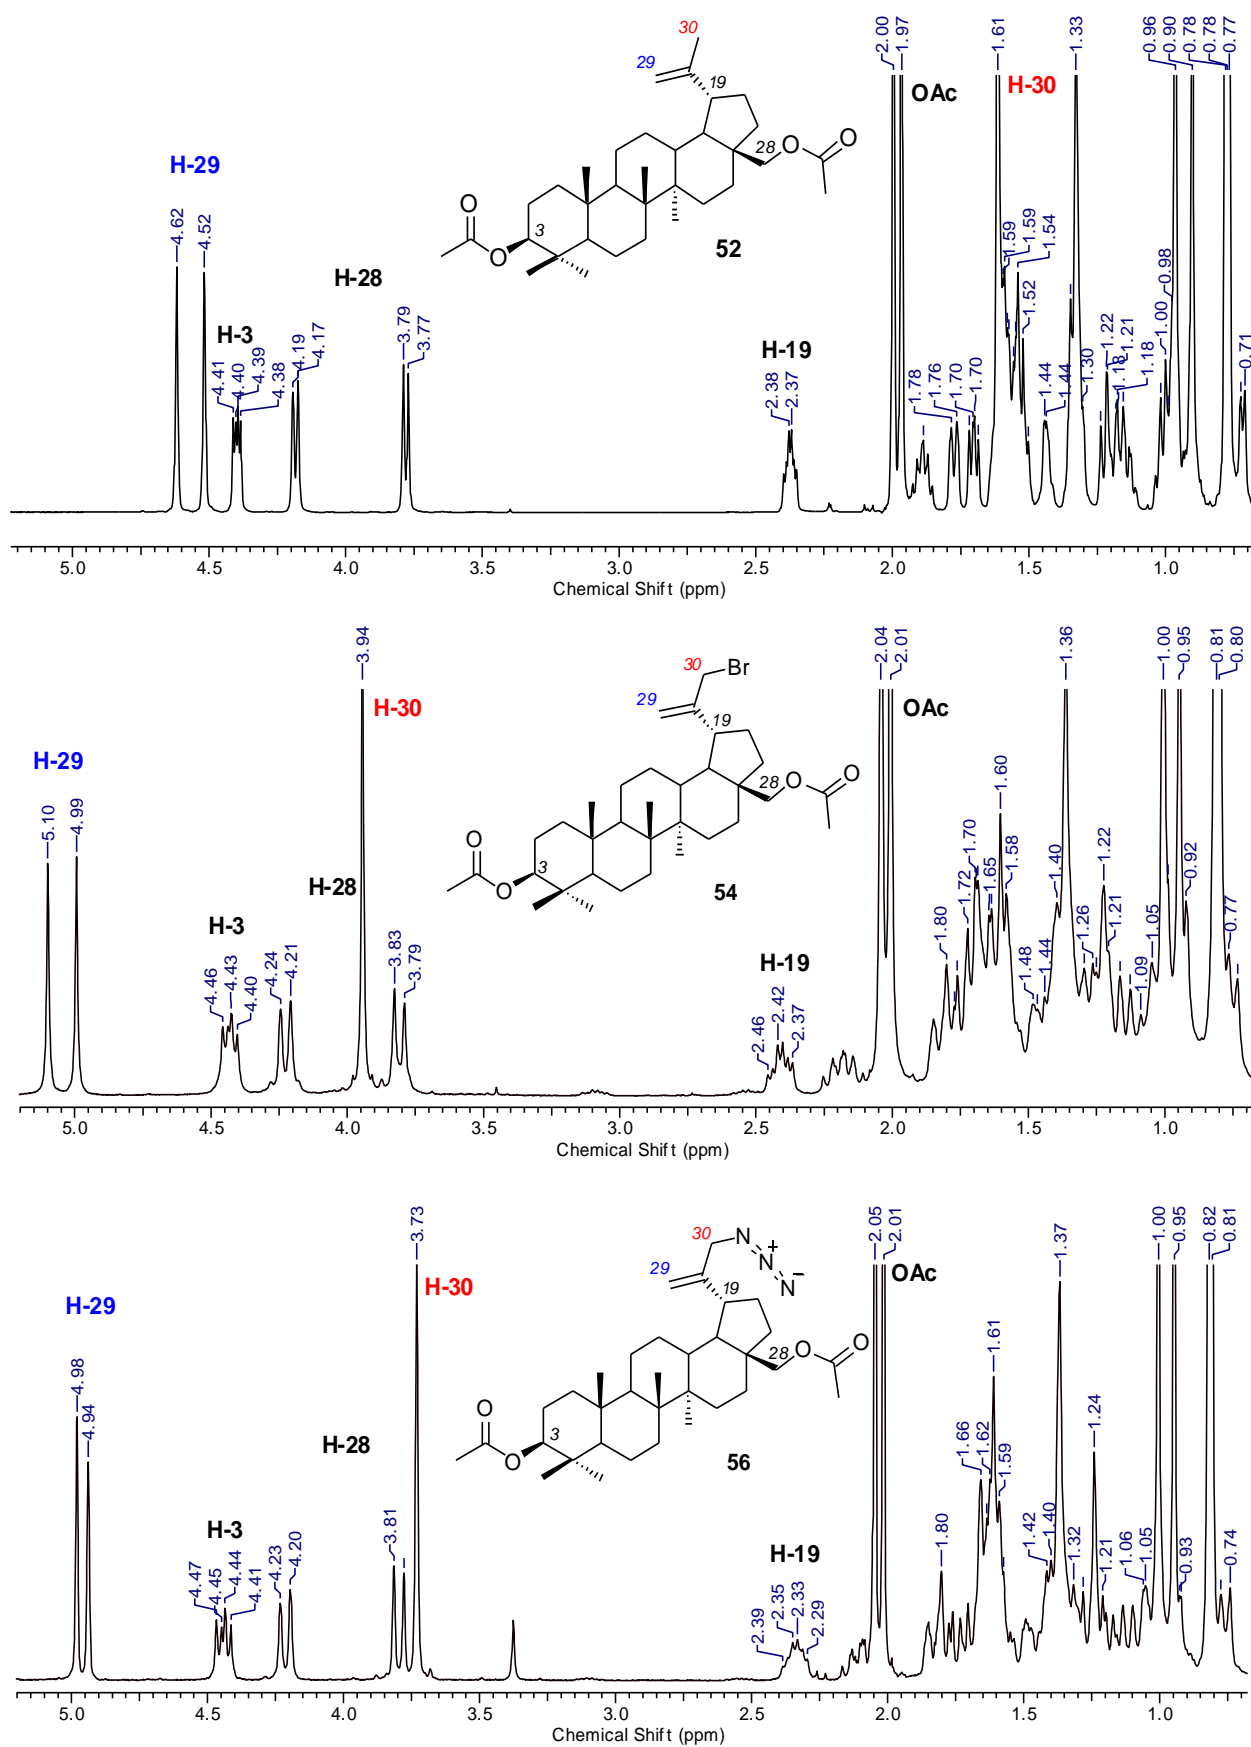 2.00 1.97 1.61 1.33 0.96 0.90 0.78 0.78 0.77
OAc H-30
H-29
4.62 4.52
H-3 H-28
4.41 4.40 4.39 4.38 4.19 4.17 3.79 3.77
H-19
2.38 2.37
1.78 1.76 1.70 1.70 1.59 1.59 1.54 1.52 1.44 1.44 1.30 1.22 1.18 1.21 1.18 1.00 0.98 0.71
30
29
19
28 O O
O
3
O
52
5.0 4.5 4.0 3.5 3.0 2.5 2.0 1.5 1.0
Chemical Shift (ppm)
3.94 2.04 2.01 1.36 1.00 0.95 0.81 0.80
H-30 OAc
H-29
5.10 4.99
H-28
H-3
4.46 4.43 4.40 4.24 4.21 3.83 3.79
H-19
2.46 2.42 2.37
1.80 1.72 1.70 1.65 1.60 1.58 1.48 1.44 1.40 1.26 1.22 1.21 1.09 1.05 0.92 0.77
30 Br
29
19
28 O O
O
3
O
54
5.0 4.5 4.0 3.5 3.0 2.5 2.0 1.5 1.0
Chemical Shift (ppm)
3.73 2.05 2.01 1.37 1.00 0.95 0.82 0.81
H-30 OAc
H-29
4.98 4.94
H-28
H-3
4.47 4.45 4.44 4.41 4.23 4.20 3.81
H-19
2.39 2.35 2.33 2.29
1.80 1.66 1.62 1.61 1.59 1.42 1.40 1.32 1.24 1.21 1.06 1.05 0.93 0.74
30 N
N +
N −
29
19
28 O O
O
3
O
56
5.0 4.5 4.0 3.5 3.0 2.5 2.0 1.5 1.0
Chemical Shift (ppm)